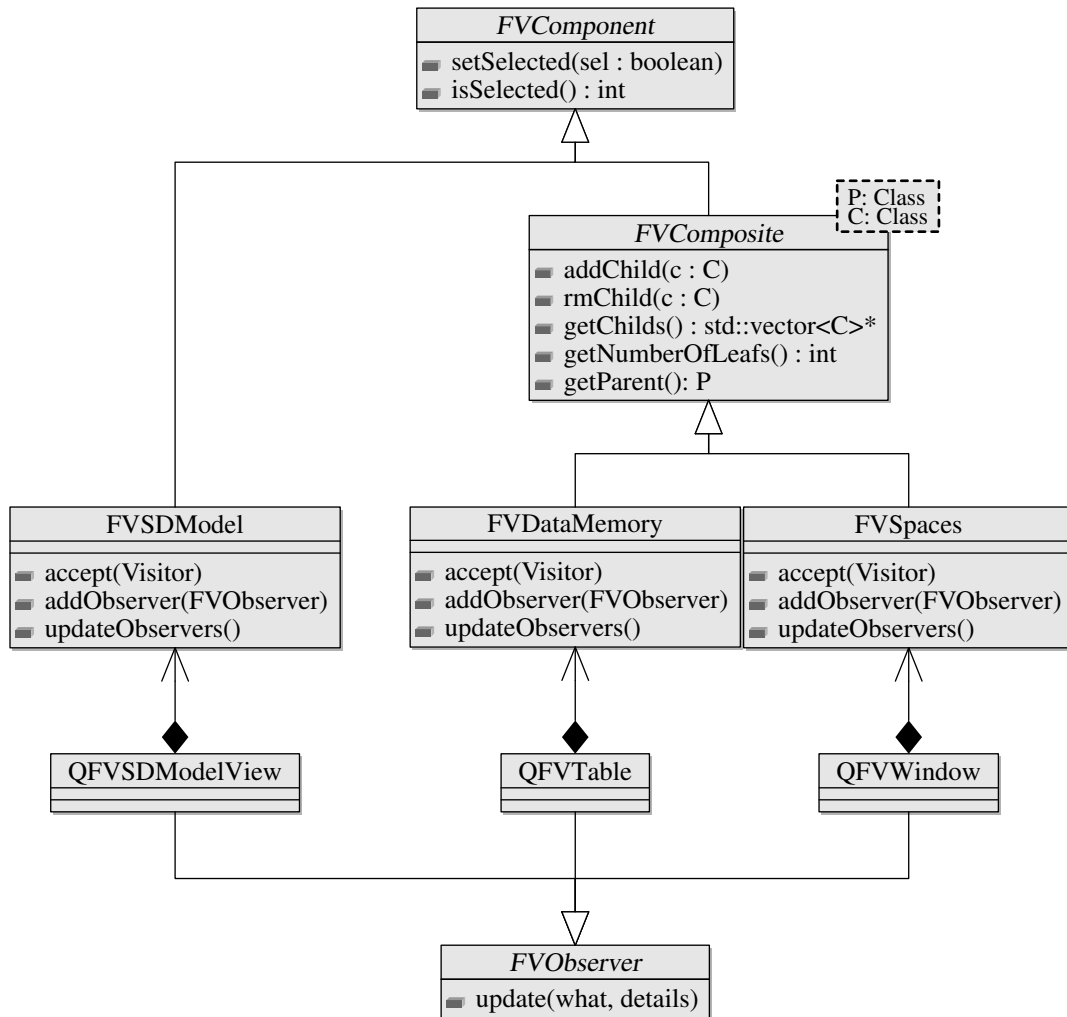 FVComponent
setSelected(sel : boolean)
isSelected() : int
P: Class
C: Class
FVComposite
addChild(c : C)
rmChild(c : C)
getChilds() : std::vector<C>*
getNumberOfLeafs() : int
getParent(): P
FVSDModel
accept(Visitor)
addObserver(FVObserver)
updateObservers()
FVDataMemory
accept(Visitor)
addObserver(FVObserver)
updateObservers()
FVSpaces
accept(Visitor)
addObserver(FVObserver)
updateObservers()
QFVSDModelView
QFVTable
QFVWindow
FVObserver
update(what, details)